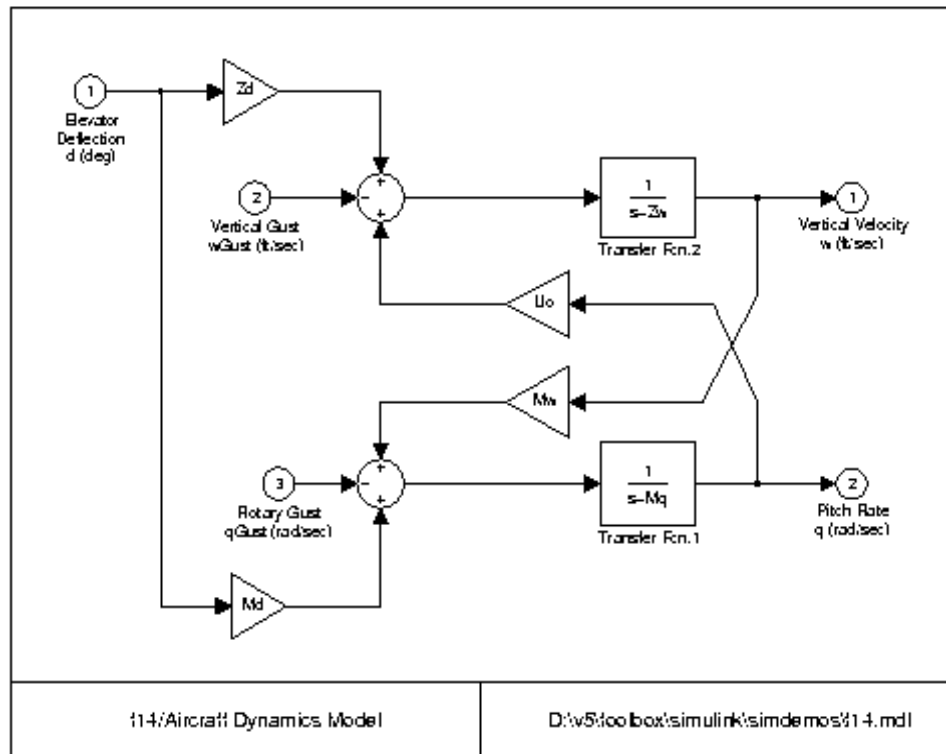 Zd
1
Elevator
Deflection
d (deg)
+
−
+
2
Vertical Gust
wGust (ft/sec)
1
s−Zw
Transfer Fcn.2
1
Vertical Velocity
w (ft/sec)
Uo
Mw
+
−
+
3
Rotary Gust
qGust (rad/sec)
1
s−Mq
Transfer Fcn.1
2
Pitch Rate
q (rad/sec)
Md
f14/Aircraft Dynamics Model
D:\v5\toolbox\simulink\simdemos\f14.mdl